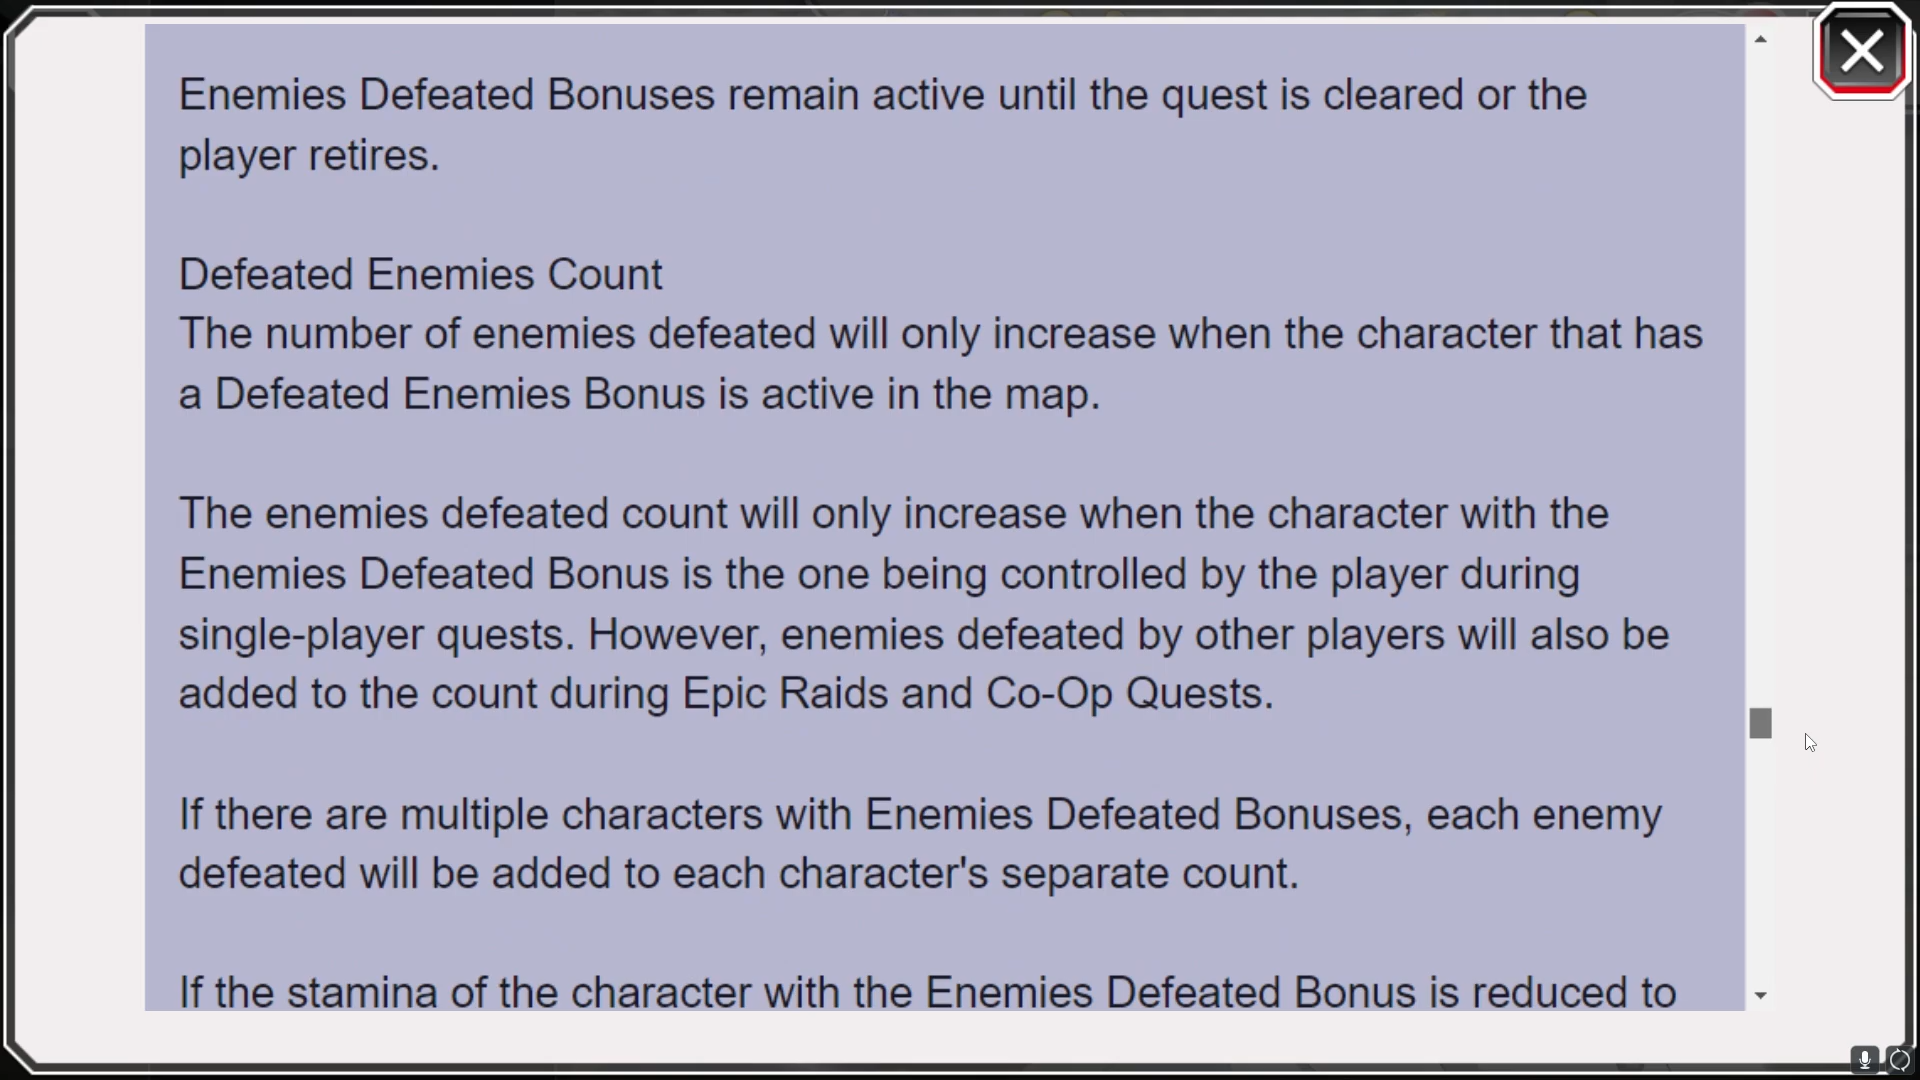 Enemies Defeated Bonuses remain active until the quest is cleared or the
player retires.
Defeated Enemies Count
The number of enemies defeated will only increase when the character that has
a Defeated Enemies Bonus is active in the map.
The enemies defeated count will only increase when the character with the
Enemies Defeated Bonus is the one being controlled by the player during
single-player quests. However, enemies defeated by other players will also be
added to the count during Epic Raids and Co-Op Quests.
If there are multiple characters with Enemies Defeated Bonuses, each enemy
defeated will be added to each character's separate count.
If the stamina of the character with the Enemies Defeated Bonus is reduced to